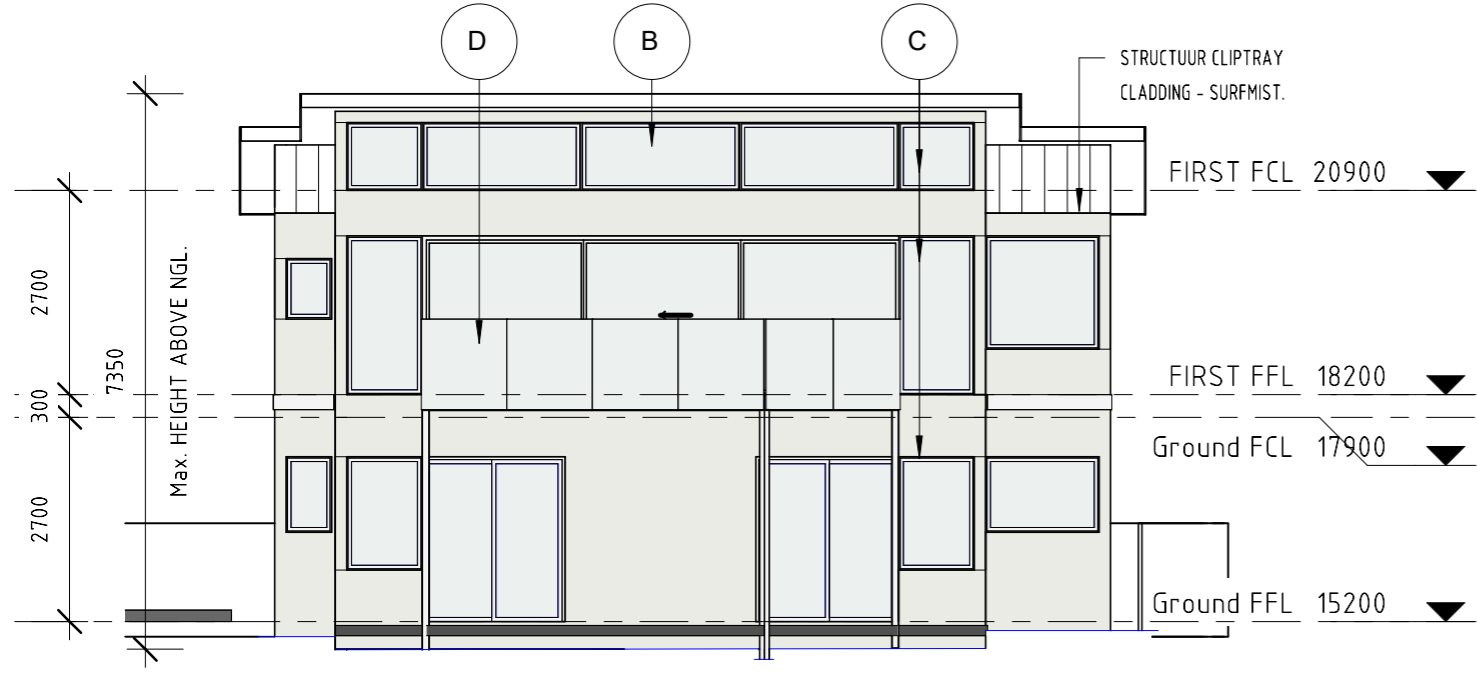 D
B
C
STRUCTUUR CLIPTRAY
CLADDING - SURFMIST.
FIRST FCL 20900
2700
Max. HEIGHT ABOVE NGL.
7350
FIRST FFL 18200
300
Ground FCL 17900
2700
Ground FFL 15200